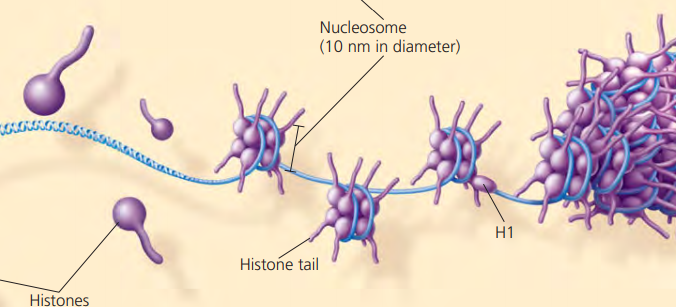 Nucleosome
(10 nm in diameter)
H1
Histone tail
Histones